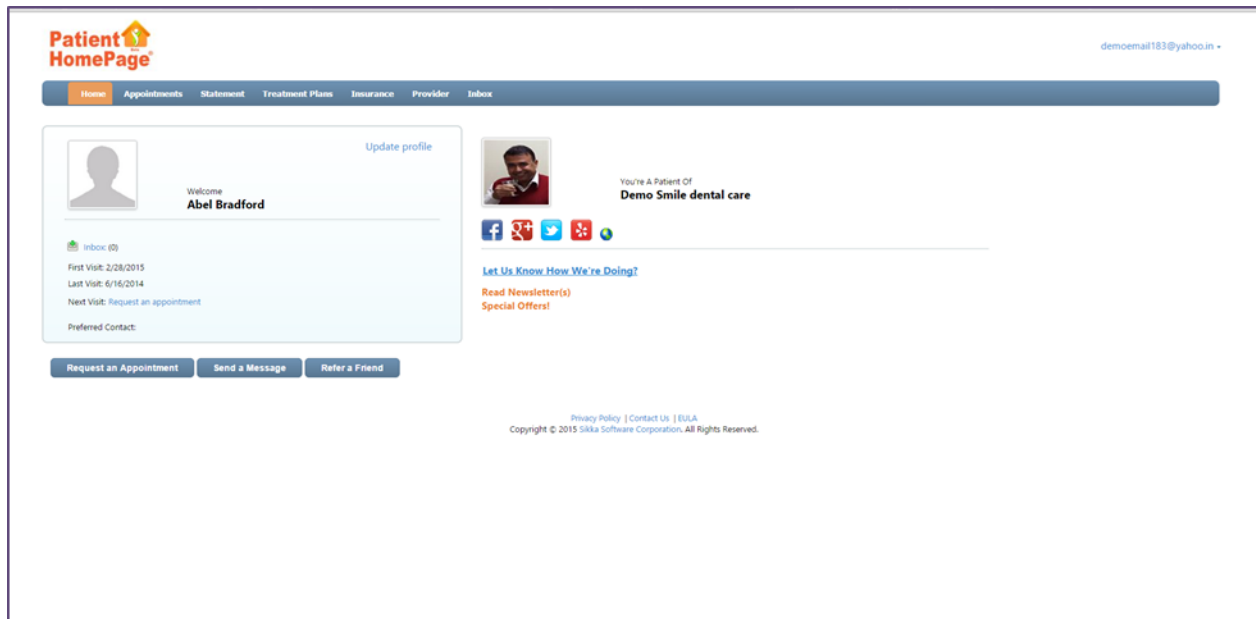 Patient
HomePage®
demoemail183@yahoo.in
Home Appointments Statement Treatment Plans Insurance Provider Inbox
Update profile
Welcome
Abel Bradford
Inbox (0)
First Visit: 2/28/2015
Last Visit: 6/16/2014
Next Visit: Request an appointment
Preferred Contact:
Request an Appointment Send a Message Refer a Friend
You're A Patient Of
Demo Smile dental care
Let Us Know How We're Doing?
Read Newsletter(s)
Special Offers!
Privacy Policy | Contact Us | EULA
Copyright © 2015 Sikka Software Corporation. All Rights Reserved.